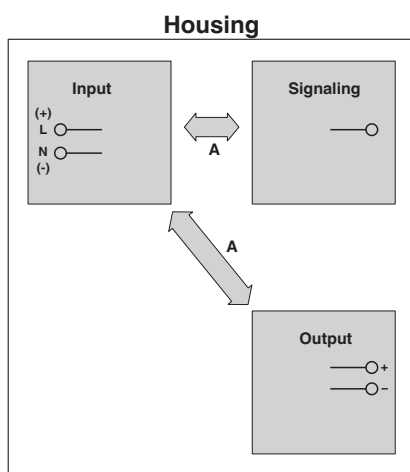 Housing
Input
Signaling
(+)
L
N
(-)
A
A
Output
+
–